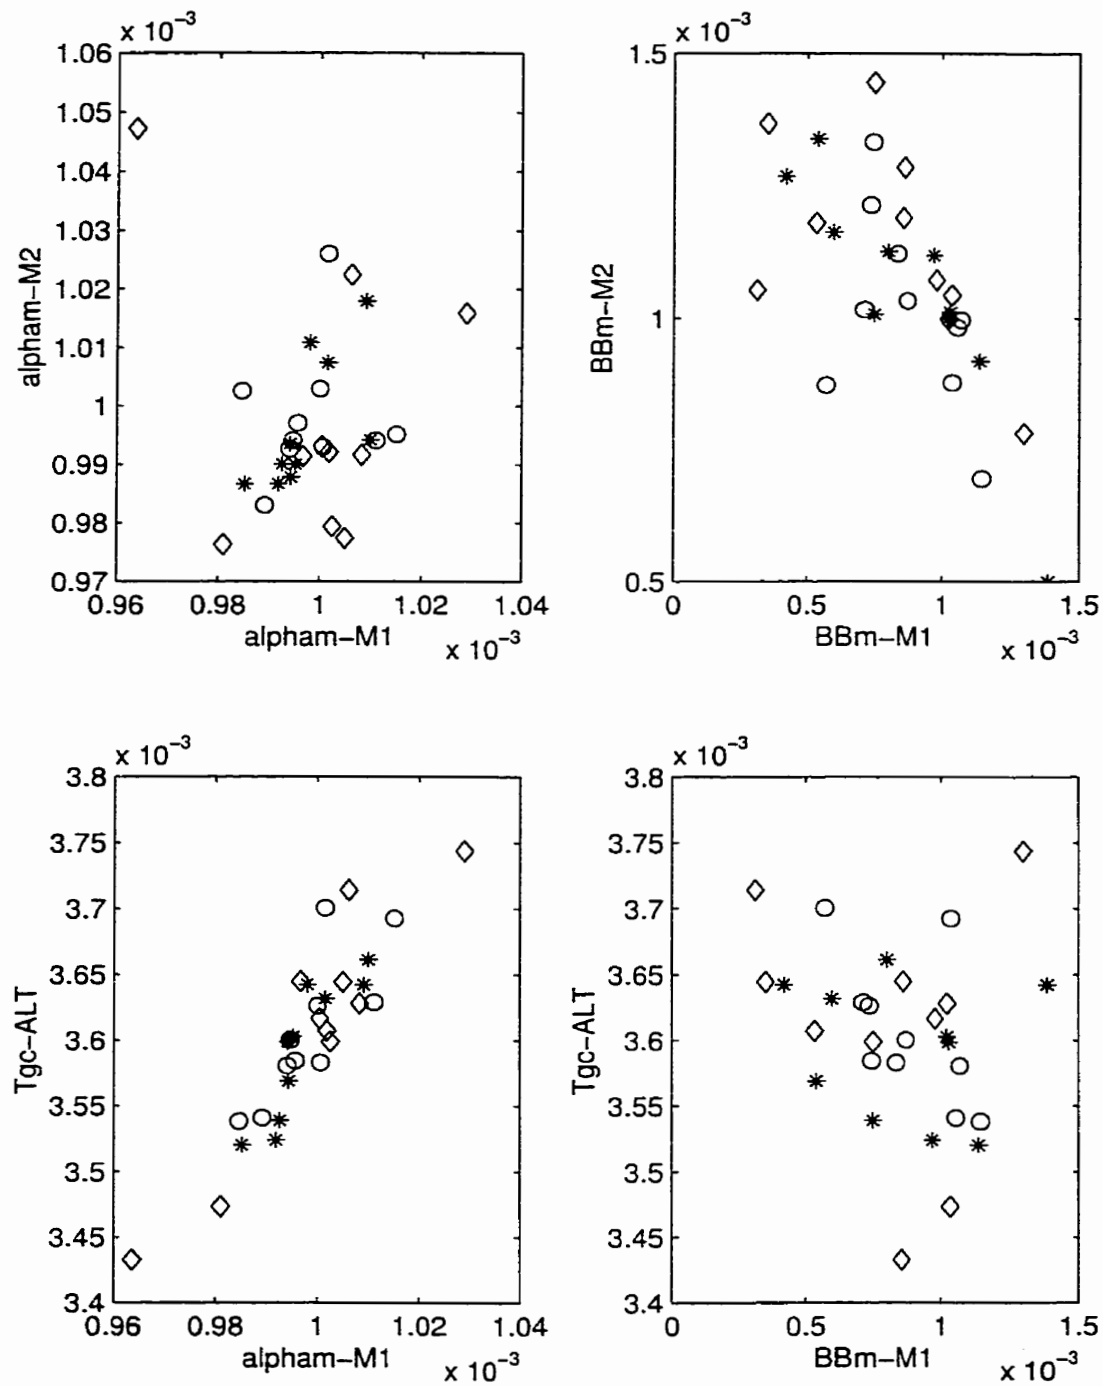 x 10⁻³
1.06
1.05
1.04
1.03
1.02
1.01
1
0.99
0.98
0.97
alpham-M2
0.96 0.98 1 1.02 1.04
alpham-M1
x 10⁻³
x 10⁻³
1.5
1
0.5
BBm-M2
0 0.5 1 1.5
BBm-M1
x 10⁻³
x 10⁻³
3.8
3.75
3.7
3.65
3.6
3.55
3.5
3.45
3.4
Tgc-ALT
0.96 0.98 1 1.02 1.04
alpham-M1
x 10⁻³
x 10⁻³
3.8
3.75
3.7
3.65
3.6
3.55
3.5
3.45
3.4
Tgc-ALT
0 0.5 1 1.5
BBm-M1
x 10⁻³